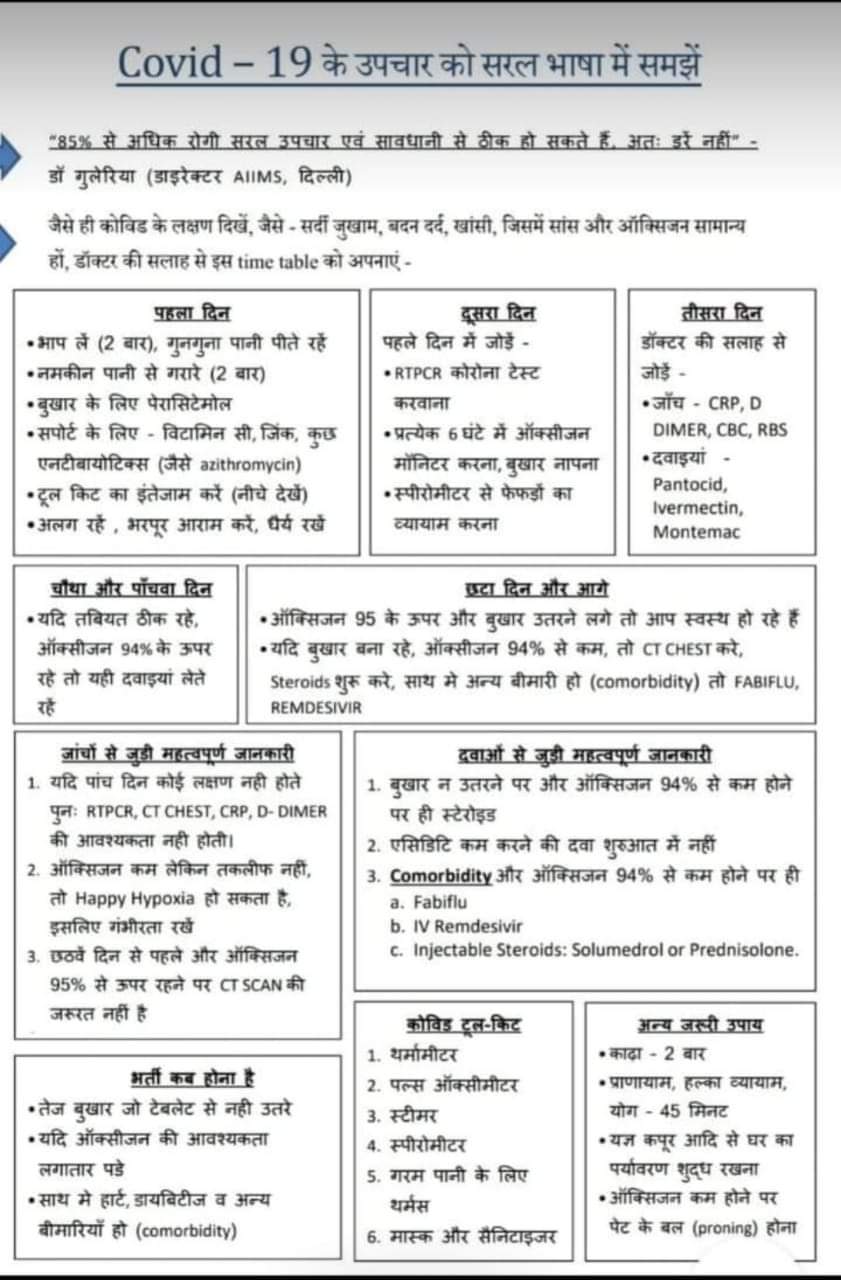 Covid – 19 के उपचार को सरल भाषा में समझें
“85% से अधिक रोगी सरल उपचार एवं सावधानी से ठीक हो सकते हैं, अतः डरें नहीं” -
डॉ गुलेरिया (डाइरेक्टर AIIMS, दिल्ली)
जैसे ही कोविड के लक्षण दिखें, जैसे - सर्दी जुखाम, बदन दर्द, खांसी, जिसमें सांस और ऑक्सिजन सामान्य
हों, डॉक्टर की सलाह से इस time table को अपनाएं -
पहला दिन
•भाप लें (2 बार), गुनगुना पानी पीते रहें
•नमकीन पानी से गरारे (2 बार)
•बुखार के लिए पेरासिटेमोल
•सपोर्ट के लिए - विटामिन सी, जिंक, कुछ
एनटीबायोटिक्स (जैसे azithromycin)
•टूल किट का इंतेजाम करें (नीचे देखें)
•अलग रहें , भरपूर आराम करें, धैर्य रखें
दूसरा दिन
पहले दिन में जोड़ें -
•RTPCR कोरोना टेस्ट
करवाना
•प्रत्येक 6 घंटे में ऑक्सीजन
मॉनिटर करना, बुखार नापना
•स्पीरोमीटर से फेफड़ों का
व्यायाम करना
तीसरा दिन
डॉक्टर की सलाह से
जोड़ें -
•जाँच - CRP, D
DIMER, CBC, RBS
•दवाइयां -
Pantocid,
Ivermectin,
Montemac
चौथा और पाँचवा दिन
•यदि तबियत ठीक रहे,
ऑक्सीजन 94% के ऊपर
रहे तो यही दवाइयां लेते
रहें
छटा दिन और आगे
•ऑक्सिजन 95 के ऊपर और बुखार उतरने लगे तो आप स्वस्थ हो रहे हैं
•यदि बुखार बना रहे, ऑक्सीजन 94% से कम, तो CT CHEST करे,
Steroids शुरू करे, साथ मे अन्य बीमारी हो (comorbidity) तो FABIFLU,
REMDESIVIR
जांचों से जुडी महत्वपूर्ण जानकारी
1. यदि पांच दिन कोई लक्षण नही होते
पुनः RTPCR, CT CHEST, CRP, D- DIMER
की आवश्यकता नही होती।
2. ऑक्सिजन कम लेकिन तकलीफ नहीं,
तो Happy Hypoxia हो सकता है,
इसलिए गंभीरता रखें
3. छठवें दिन से पहले और ऑक्सिजन
95% से ऊपर रहने पर CT SCAN की
जरूरत नहीं है
दवाओं से जुडी महत्वपूर्ण जानकारी
1. बुखार न उतरने पर और ऑक्सिजन 94% से कम होने
पर ही स्टेरोइड
2. एसिडिटि कम करने की दवा शुरुआत में नहीं
3. Comorbidity और ऑक्सिजन 94% से कम होने पर ही
a. Fabiflu
b. IV Remdesivir
c. Injectable Steroids: Solumedrol or Prednisolone.
भर्ती कब होना है
•तेज बुखार जो टेबलेट से नही उतरे
•यदि ऑक्सीजन की आवश्यकता
लगातार पडे
•साथ मे हार्ट, डायबिटीज व अन्य
बीमारियाँ हो (comorbidity)
कोविड टूल-किट
1. थर्मामीटर
2. पल्स ऑक्सीमीटर
3. स्टीमर
4. स्पीरोमीटर
5. गरम पानी के लिए
थर्मस
6. मास्क और सैनिटाइजर
अन्य जरुरी उपाय
•काढ़ा - 2 बार
•प्राणायाम, हल्का व्यायाम,
योग - 45 मिनट
•यज्ञ कपूर आदि से घर का
पर्यावरण शुद्ध रखना
•ऑक्सिजन कम होने पर
पेट के बल (proning) होना